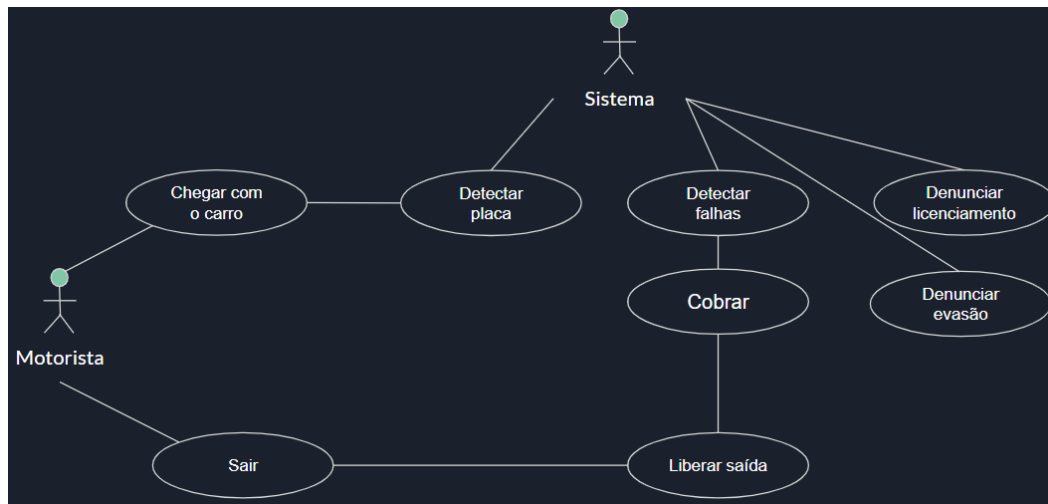 Sistema
Chegar com
o carro
Detectar
placa
Detectar
falhas
Denunciar
licenciamento
Cobrar
Denunciar
evasão
Motorista
Sair
Liberar saída